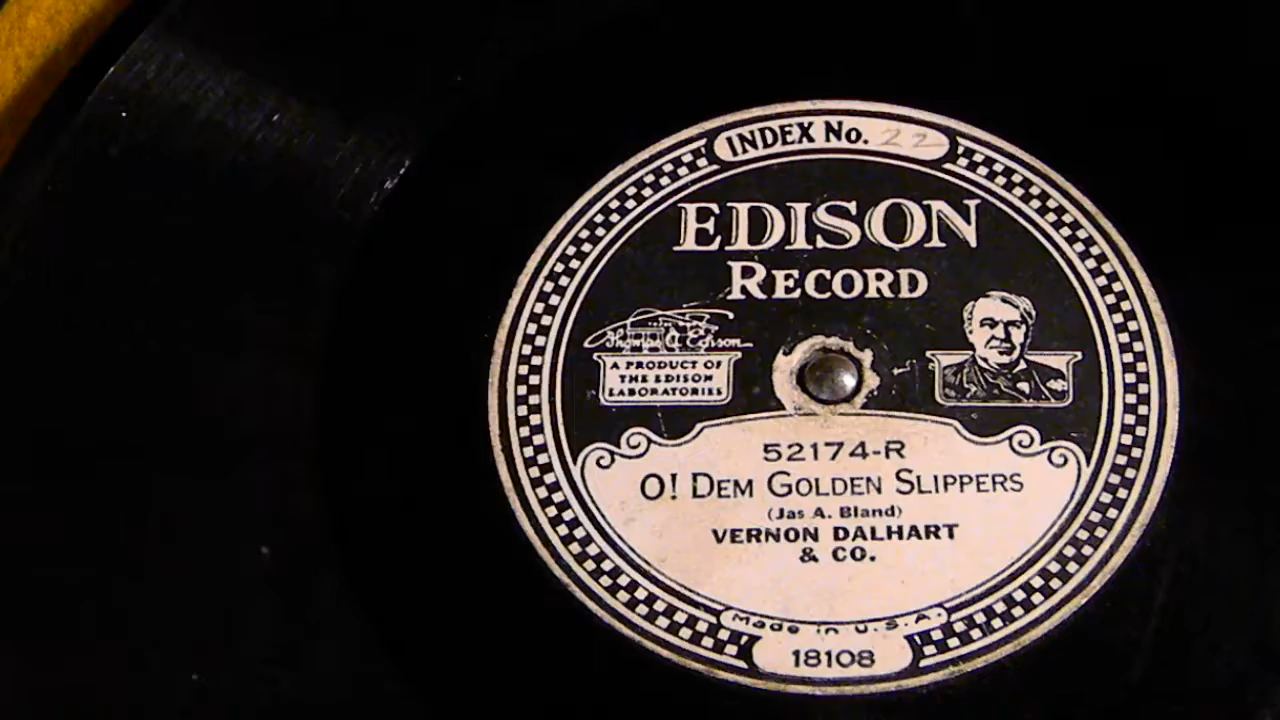 INDEX No. 22
EDISON
RECORD
Thomas A Edison
A PRODUCT OF
THE EDISON
LABORATORIES
52174-R
O! DEM GOLDEN SLIPPERS
(Jas A. Bland)
VERNON DALHART
& CO.
Made in U.S.A.
18108